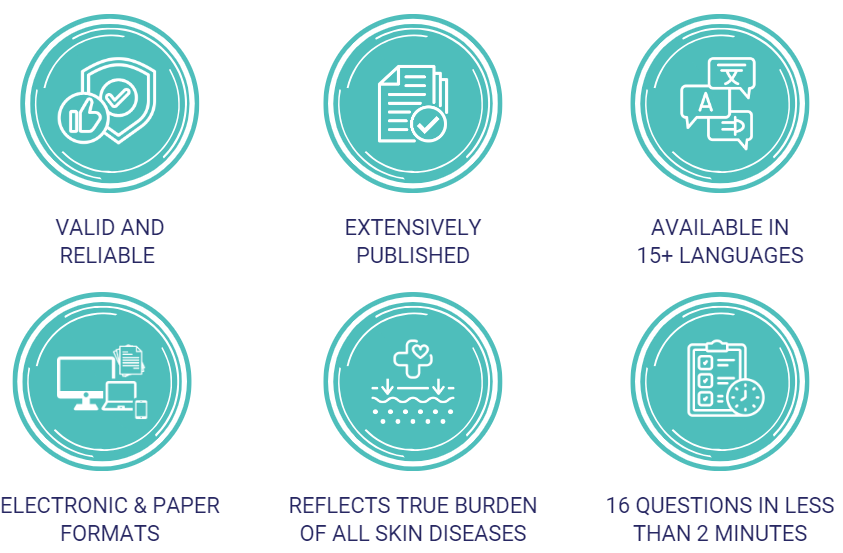 文
A
VALID AND
RELIABLE
EXTENSIVELY
PUBLISHED
AVAILABLE IN
15+ LANGUAGES
ELECTRONIC & PAPER
FORMATS
REFLECTS TRUE BURDEN
OF ALL SKIN DISEASES
16 QUESTIONS IN LESS
THAN 2 MINUTES